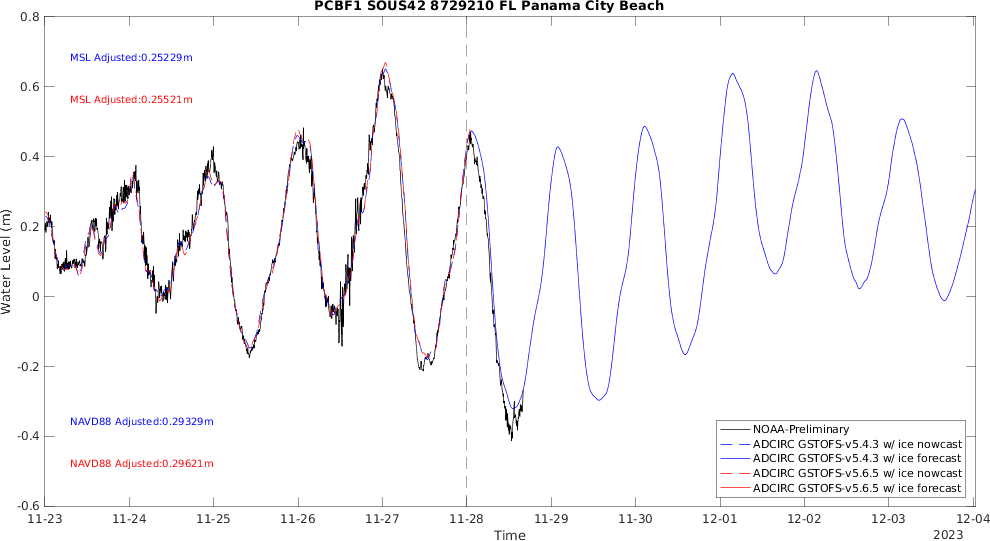 PCBF1 SOUS42 8729210 FL Panama City Beach
0.8
0.6
0.4
0.2
0
-0.2
-0.4
-0.6
Water Level (m)
MSL Adjusted:0.25229m
MSL Adjusted:0.25521m
NAVD88 Adjusted:0.29329m
NAVD88 Adjusted:0.29621m
NOAA-Preliminary
ADCIRC GSTOFS-v5.4.3 w/ ice nowcast
ADCIRC GSTOFS-v5.4.3 w/ ice forecast
ADCIRC GSTOFS-v5.6.5 w/ ice nowcast
ADCIRC GSTOFS-v5.6.5 w/ ice forecast
11-23 11-24 11-25 11-26 11-27 11-28 11-29 11-30 12-01 12-02 12-03 12-04
Time
2023